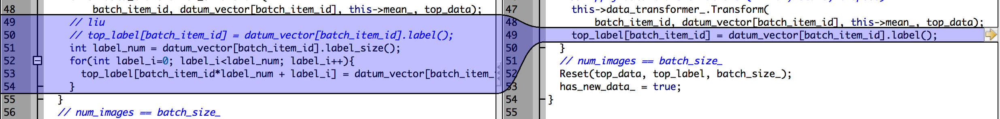 48 batch_item_id, datum_vector[batch_item_id], this->mean_, top_data);
49 // liu
50 // top_label[batch_item_id] = datum_vector[batch_item_id].label();
51 int label_num = datum_vector[batch_item_id].label_size();
52 for(int label_i=0; label_i<label_num; label_i++){
53 top_label[batch_item_id*label_num + label_i] = datum_vector[batch_item_
54 }
55 }
56 // num_images == batch_size_
47 this->data_transformer_.Transform(
48 batch_item_id, datum_vector[batch_item_id], this->mean_, top_data);
49 top_label[batch_item_id] = datum_vector[batch_item_id].label();
50 }
51 // num_images == batch_size_
52 Reset(top_data, top_label, batch_size_);
53 has_new_data_ = true;
54 }
55